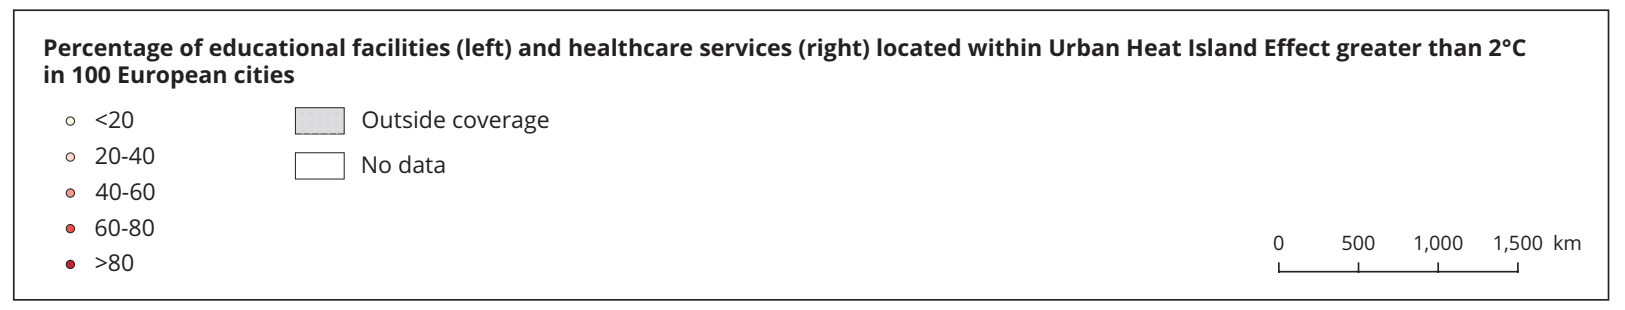 Percentage of educational facilities (left) and healthcare services (right) located within Urban Heat Island Effect greater than 2°C
in 100 European cities
<20
20-40
40-60
60-80
>80
Outside coverage
No data
0 500 1,000 1,500 km